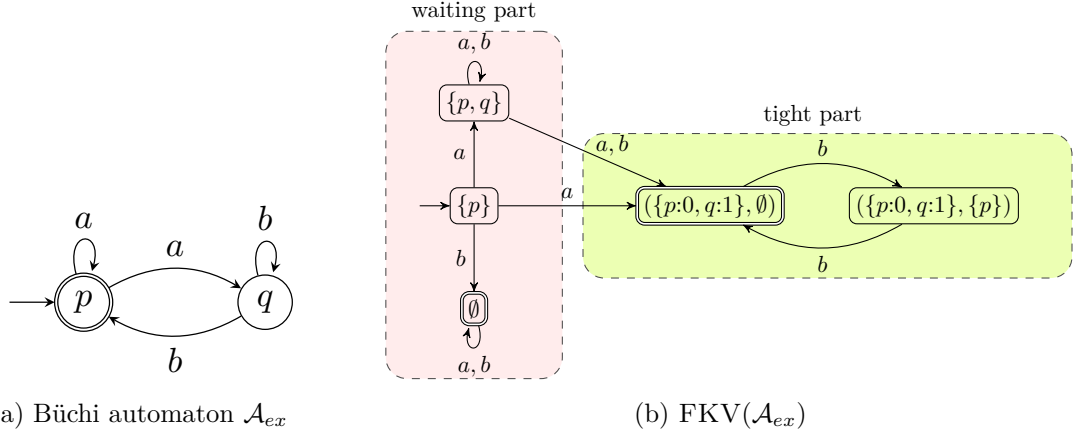 waiting part
a, b
{p, q}
tight part
a
a, b
b
{p}
a
({p:0, q:1}, ∅)
({p:0, q:1}, {p})
b
b
∅
a, b
a
b
a
p
q
b
a) Büchi automaton 𝒜ex
(b) FKV(𝒜ex)